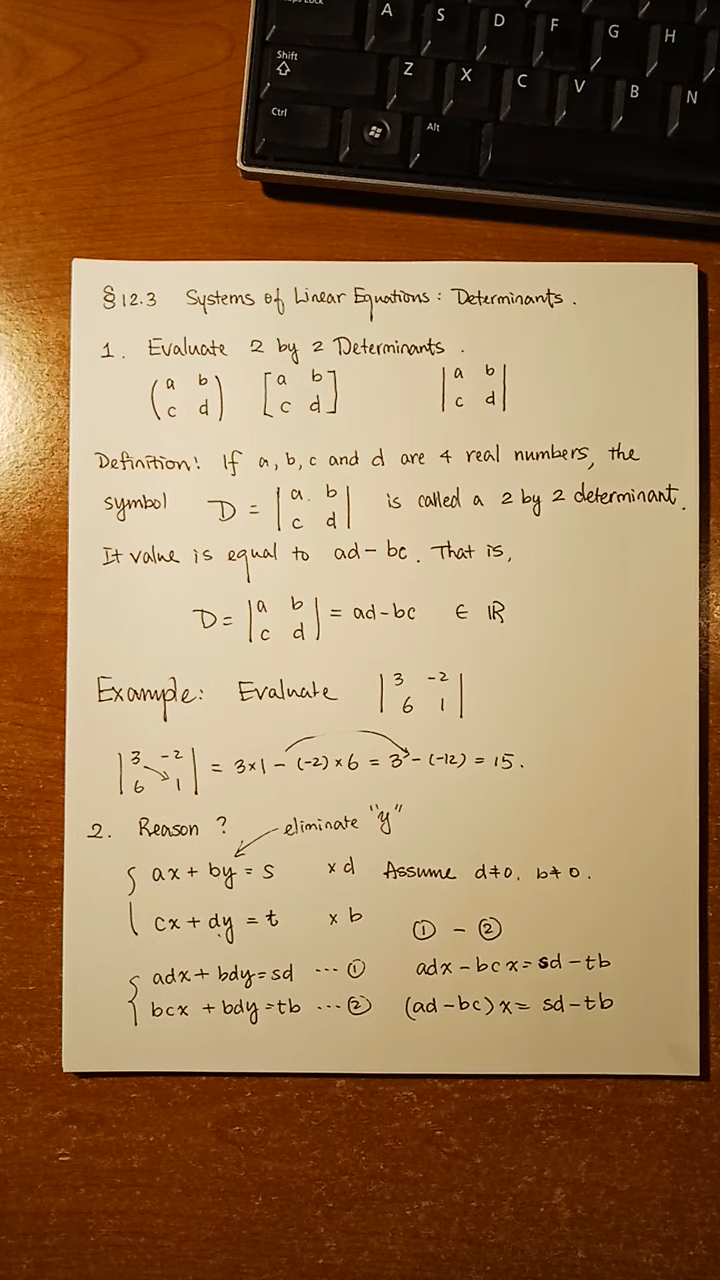 Caps Lock
A S D F G H
Shift
Z X C V B N
Ctrl
Alt
§12.3 Systems of Linear Equations: Determinants.
1. Evaluate 2 by 2 Determinants.
(a b [a b |a b|
c d) c d] |c d|
Definition: If a, b, c and d are 4 real numbers, the
symbol D = |a b| is called a 2 by 2 determinant.
|c d|
It value is equal to ad-bc. That is,
D = |a b| = ad-bc ∈ ℝ
|c d|
Example: Evaluate |3 -2|
|6 1|
|3 -2| = 3×1-(-2)×6 = 3-(-12) = 15.
|6 1|
2. Reason? eliminate "y"
{ ax + by = s ×d Assume d≠0, b≠0.
cx + dy = t ×b ① - ②
{ adx + bdy = sd ... ① adx - bcx = sd - tb
bcx + bdy = tb ... ② (ad-bc)x = sd-tb